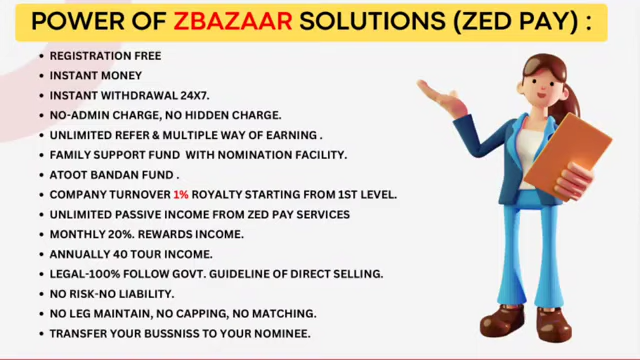 POWER OF ZBAZAAR SOLUTIONS (ZED PAY) :
• REGISTRATION FREE
• INSTANT MONEY
• INSTANT WITHDRAWAL 24X7.
• NO-ADMIN CHARGE, NO HIDDEN CHARGE.
• UNLIMITED REFER & MULTIPLE WAY OF EARNING .
• FAMILY SUPPORT FUND WITH NOMINATION FACILITY.
• ATOOT BANDAN FUND .
• COMPANY TURNOVER 1% ROYALTY STARTING FROM 1ST LEVEL.
• UNLIMITED PASSIVE INCOME FROM ZED PAY SERVICES
• MONTHLY 20%. REWARDS INCOME.
• ANNUALLY 40 TOUR INCOME.
• LEGAL-100% FOLLOW GOVT. GUIDELINE OF DIRECT SELLING.
• NO RISK-NO LIABILITY.
• NO LEG MAINTAIN, NO CAPPING, NO MATCHING.
• TRANSFER YOUR BUSSNISS TO YOUR NOMINEE.